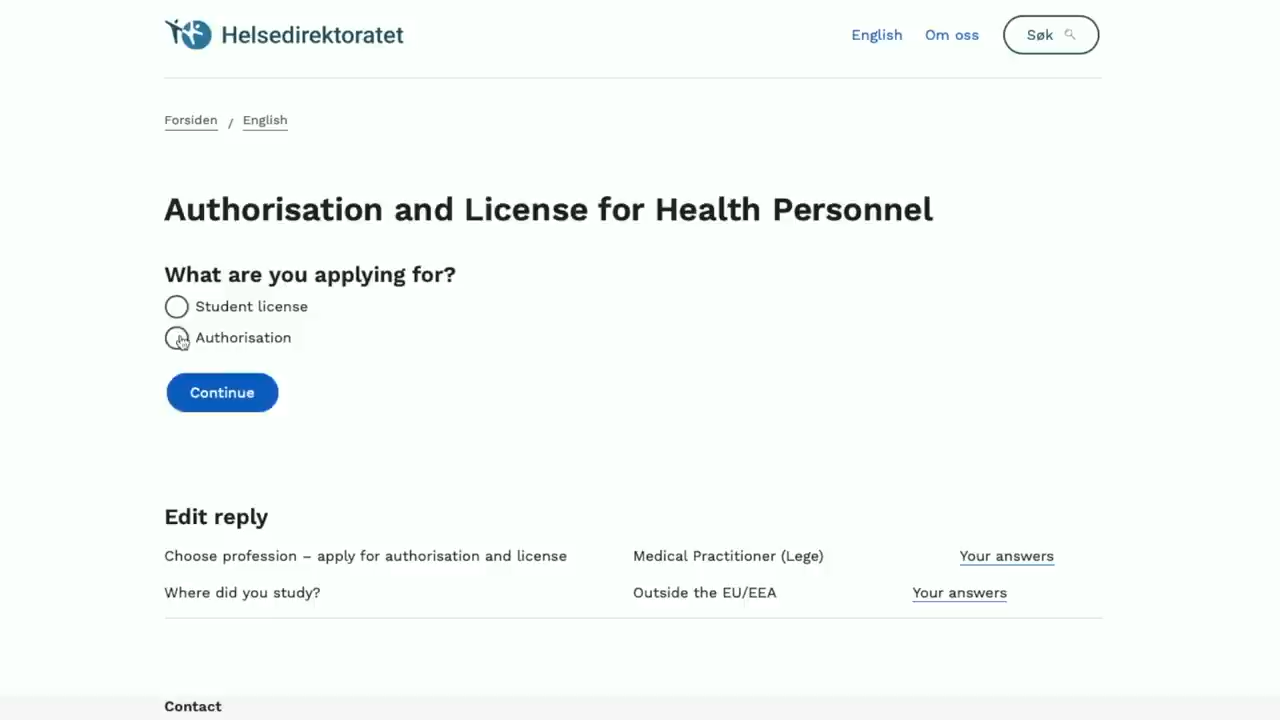 Helsedirektoratet
English Om oss Søk
Forsiden / English
Authorisation and License for Health Personnel
What are you applying for?
Student license
Authorisation
Continue
Edit reply
Choose profession – apply for authorisation and license Medical Practitioner (Lege) Your answers
Where did you study? Outside the EU/EEA Your answers
Contact